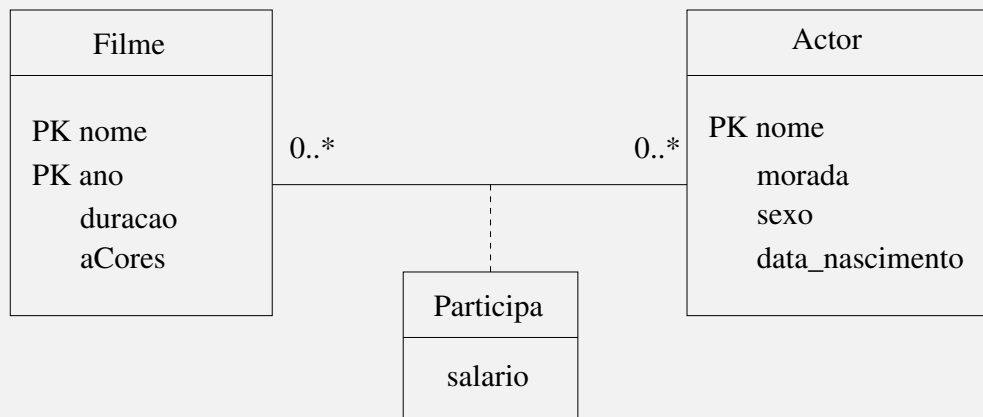 Filme
PK nome
PK ano
duracao
aCores
0..*
0..*
Actor
PK nome
morada
sexo
data_nascimento
Participa
salario